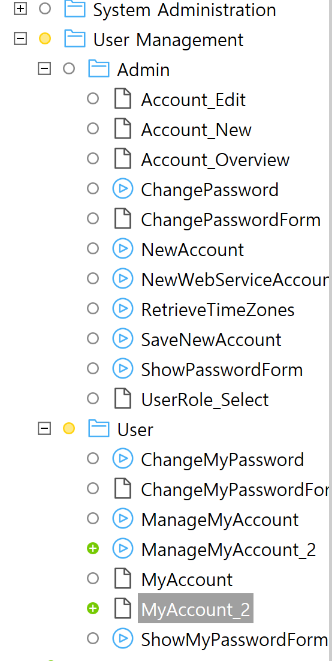 System Administration
User Management
Admin
Account_Edit
Account_New
Account_Overview
ChangePassword
ChangePasswordForm
NewAccount
NewWebServiceAccoun
RetrieveTimeZones
SaveNewAccount
ShowPasswordForm
UserRole_Select
User
ChangeMyPassword
ChangeMyPasswordFor
ManageMyAccount
ManageMyAccount_2
MyAccount
MyAccount_2
ShowMyPasswordForm